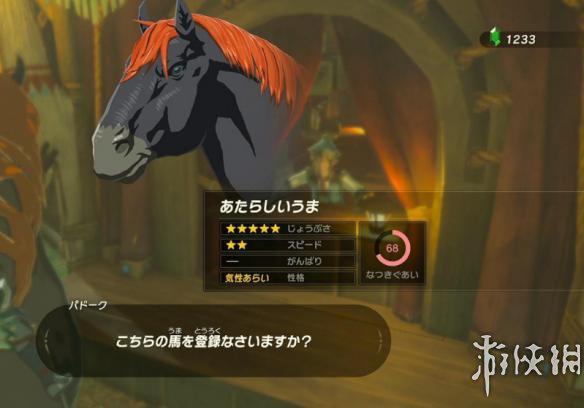 1233
あたらしいうま
★★★★★ じょうぶさ
★★ スピード
— がんばり
気性あらい 性格
68
なつきぐあい
パドーク
こちらの馬を登録なさいますか?
うま とうろく
游侠网